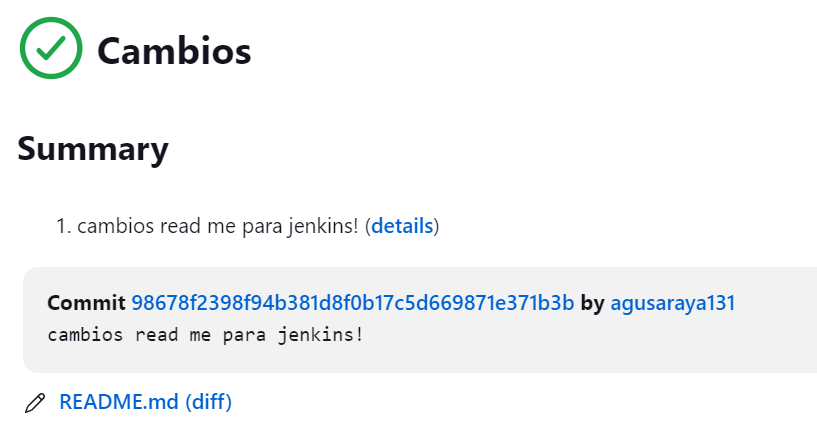 Cambios
Summary
1. cambios read me para jenkins! (details)
Commit 98678f2398f94b381d8f0b17c5d669871e371b3b by agusaraya131
cambios read me para jenkins!
README.md (diff)